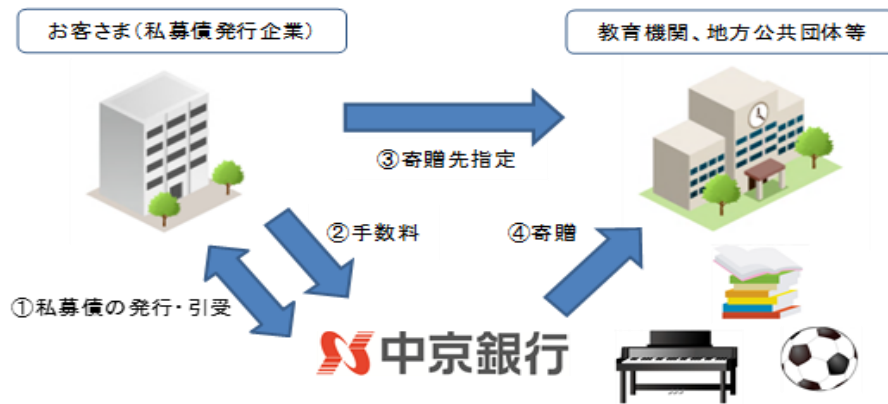 お客さま(私募債発行企業)
教育機関、地方公共団体等
③寄贈先指定
②手数料
④寄贈
①私募債の発行・引受
中京銀行